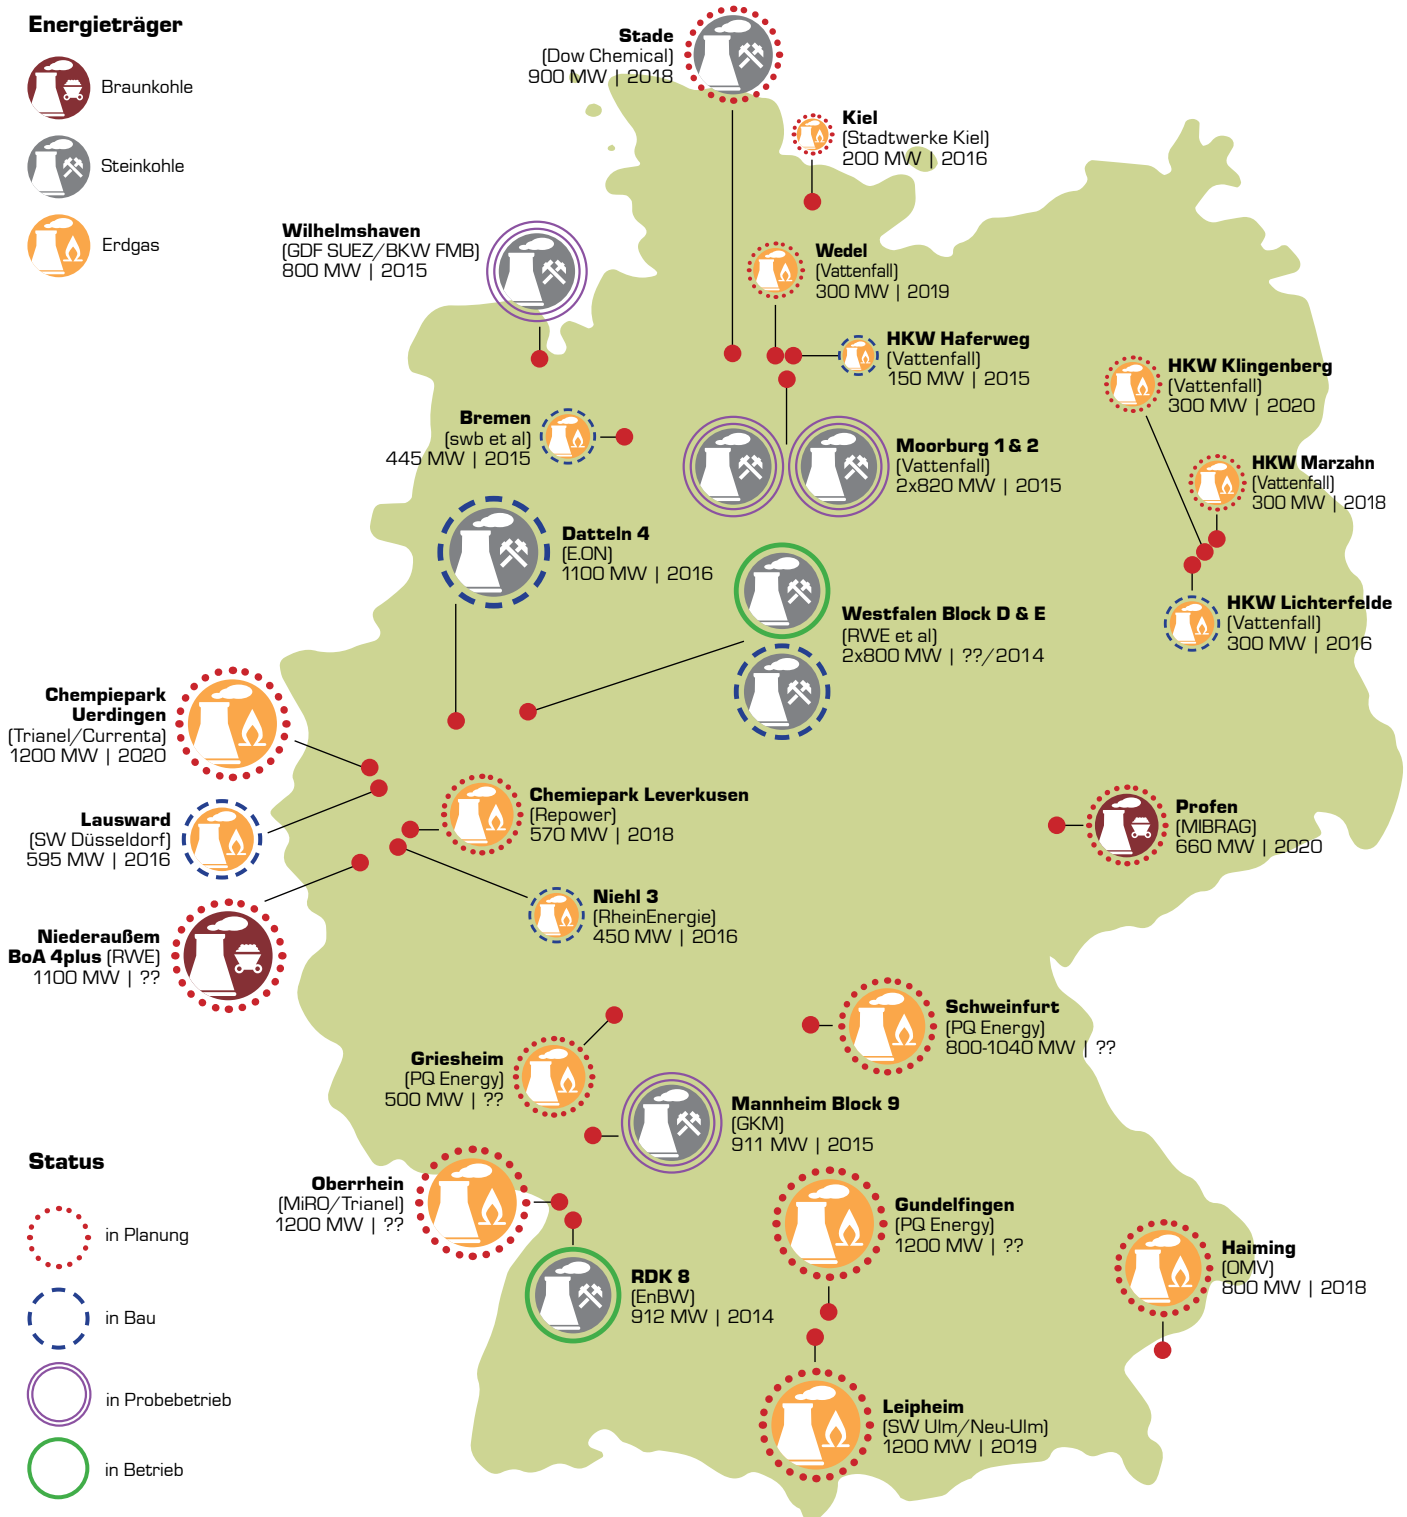 Energieträger
Braunkohle
Steinkohle
Erdgas
Stade
(Dow Chemical)
900 MW | 2018
Kiel
(Stadtwerke Kiel)
200 MW | 2016
Wilhelmshaven
(GDF SUEZ/BKW FMB)
800 MW | 2015
Wedel
(Vattenfall)
300 MW | 2019
HKW Haferweg
(Vattenfall)
150 MW | 2015
HKW Klingenberg
(Vattenfall)
300 MW | 2020
Bremen
(swb et al)
445 MW | 2015
Moorburg 1 & 2
(Vattenfall)
2x820 MW | 2015
HKW Marzahn
(Vattenfall)
300 MW | 2018
Datteln 4
(E.ON)
1100 MW | 2016
Westfalen Block D & E
(RWE et al)
2x800 MW | ??/2014
HKW Lichterfelde
(Vattenfall)
300 MW | 2016
Chempiepark
Uerdingen
(Trianel/Currenta)
1200 MW | 2020
Lausward
(SW Düsseldorf)
595 MW | 2016
Chemiepark Leverkusen
(Repower)
570 MW | 2018
Profen
(MIBRAG)
660 MW | 2020
Niehl 3
(RheinEnergie)
450 MW | 2016
Niederaußem
BoA 4plus (RWE)
1100 MW | ??
Schweinfurt
(PQ Energy)
800-1040 MW | ??
Griesheim
(PQ Energy)
500 MW | ??
Mannheim Block 9
(GKM)
911 MW | 2015
Oberrhein
(MiRO/Trianel)
1200 MW | ??
Gundelfingen
(PQ Energy)
1200 MW | ??
Haiming
(OMV)
800 MW | 2018
RDK 8
(EnBW)
912 MW | 2014
Leipheim
(SW Ulm/Neu-Ulm)
1200 MW | 2019
Status
in Planung
in Bau
in Probebetrieb
in Betrieb